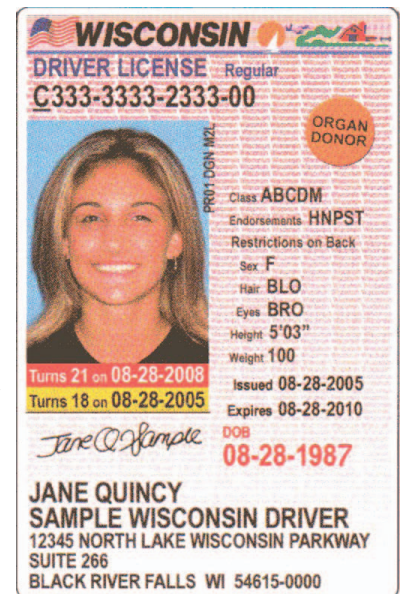 WISCONSIN
DRIVER LICENSE Regular
C333-3333-2333-00
ORGAN
DONOR
PR01 DGN M2L
Class ABCDM
Endorsements HNPST
Restrictions on Back
Sex F
Hair BLO
Eyes BRO
Height 5'03"
Weight 100
Turns 21 on 08-28-2008
Turns 18 on 08-28-2005
Issued 08-28-2005
Expires 08-28-2010
Jane Q Sample
DOB
08-28-1987
JANE QUINCY
SAMPLE WISCONSIN DRIVER
12345 NORTH LAKE WISCONSIN PARKWAY
SUITE 266
BLACK RIVER FALLS WI 54615-0000